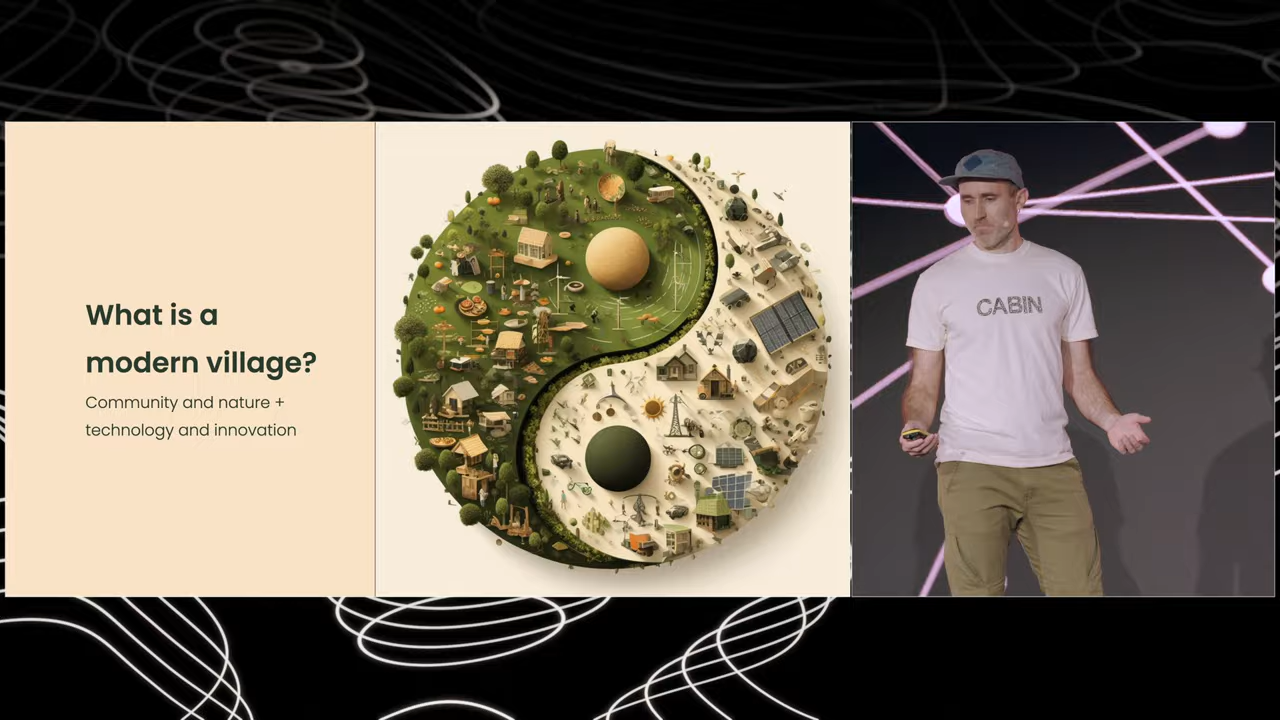 What is a
modern village?
Community and nature +
technology and innovation
CABIN